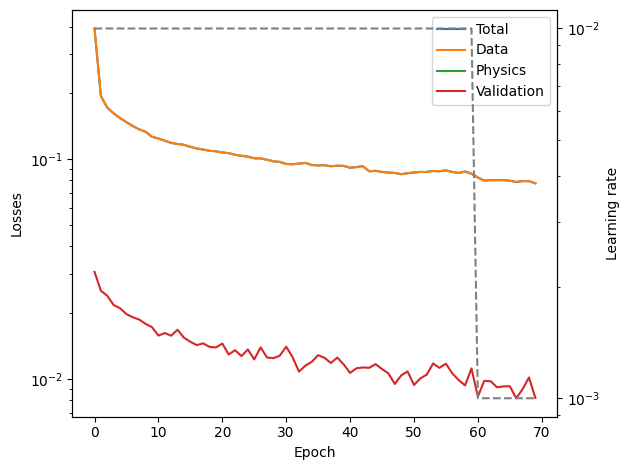 Total
Data
Physics
Validation
10⁻¹
10⁻²
Losses
10⁻²
10⁻³
Learning rate
0 10 20 30 40 50 60 70
Epoch